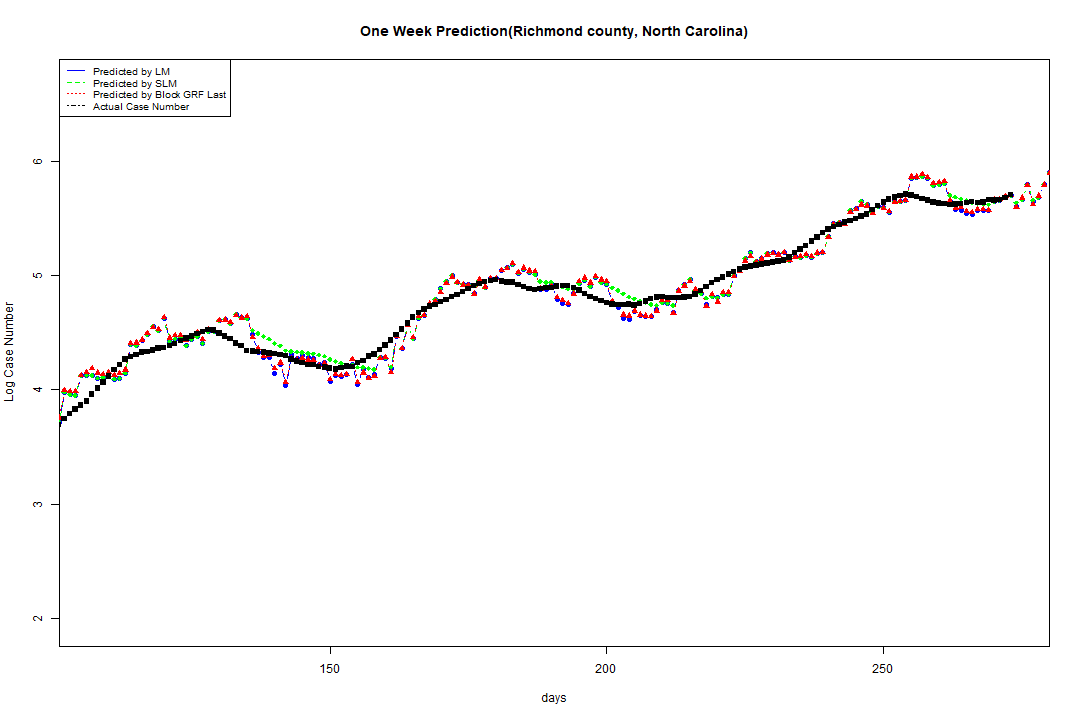 One Week Prediction(Richmond county, North Carolina)
Predicted by LM
Predicted by SLM
Predicted by Block GRF Last
Actual Case Number
6
5
4
3
2
Log Case Number
150
200
250
days